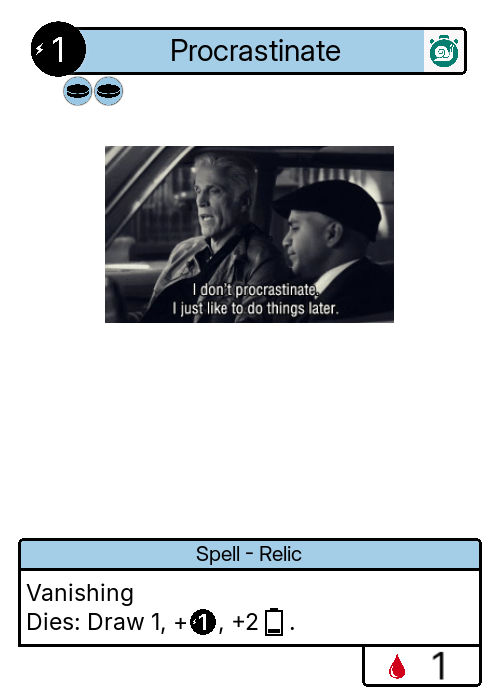 1 Procrastinate
I don't procrastinate.
I just like to do things later.
Spell - Relic
Vanishing
Dies: Draw 1, + 1 , +2 .
1